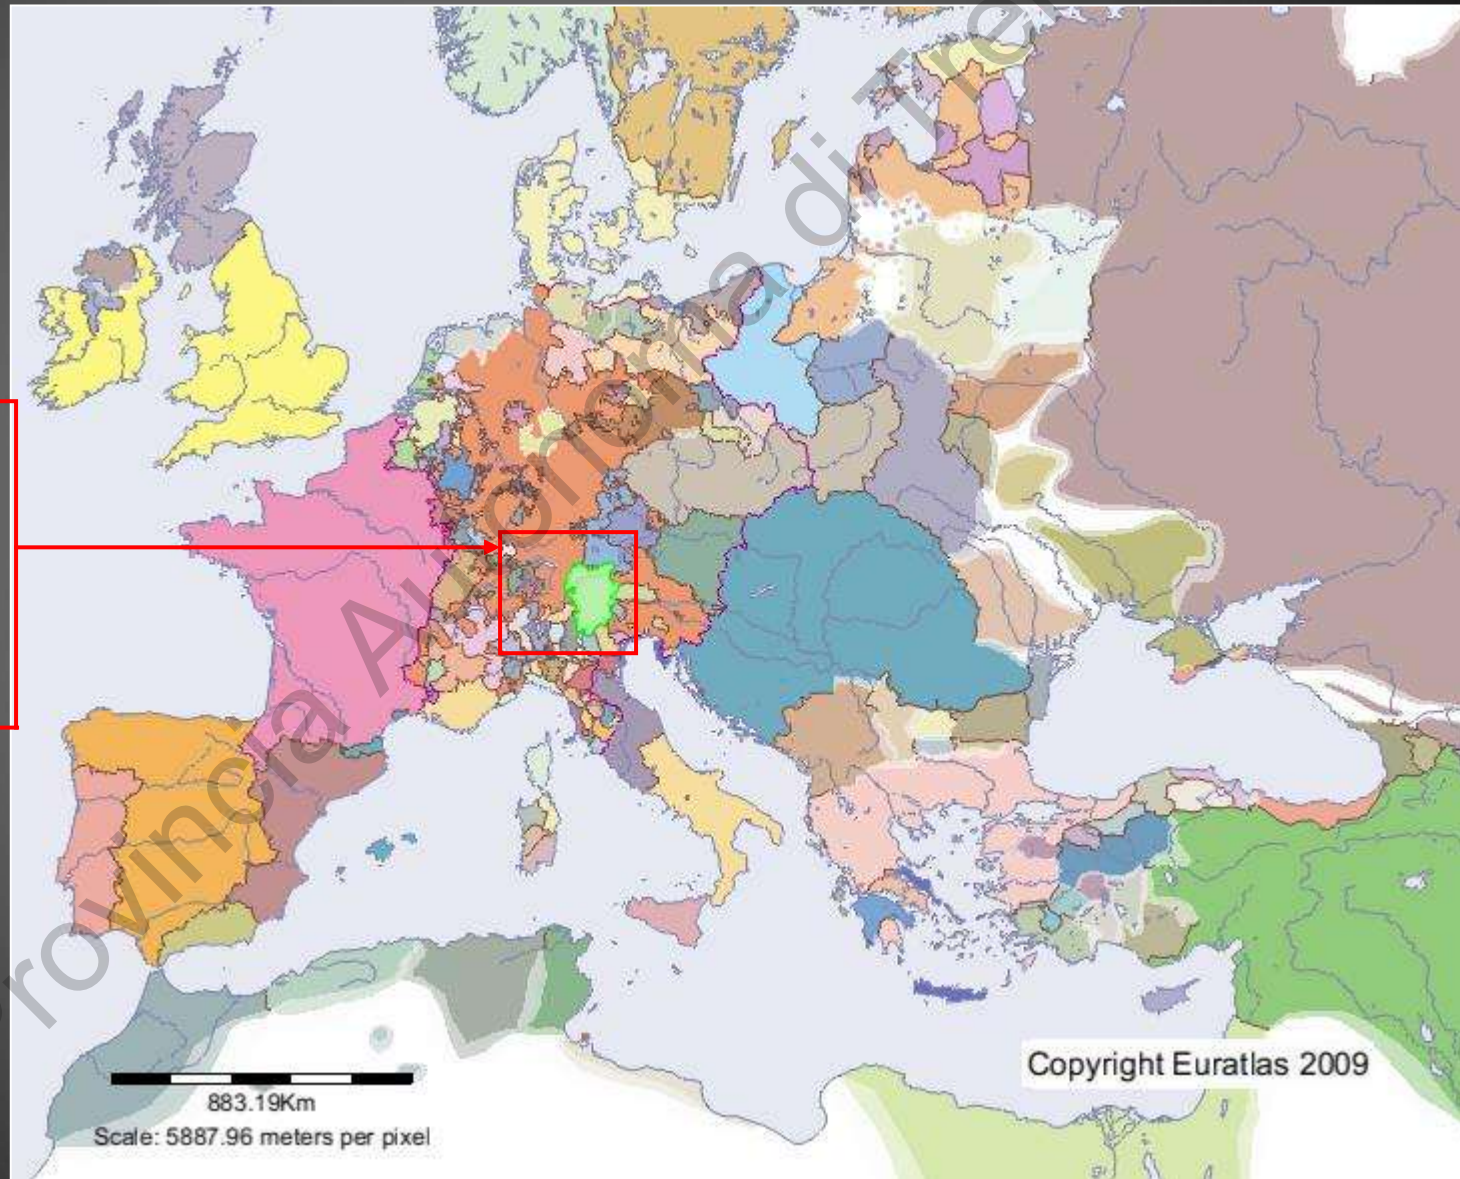 Provincia Autonoma di Tre
Copyright Euratlas 2009
883.19Km
Scale: 5887.96 meters per pixel